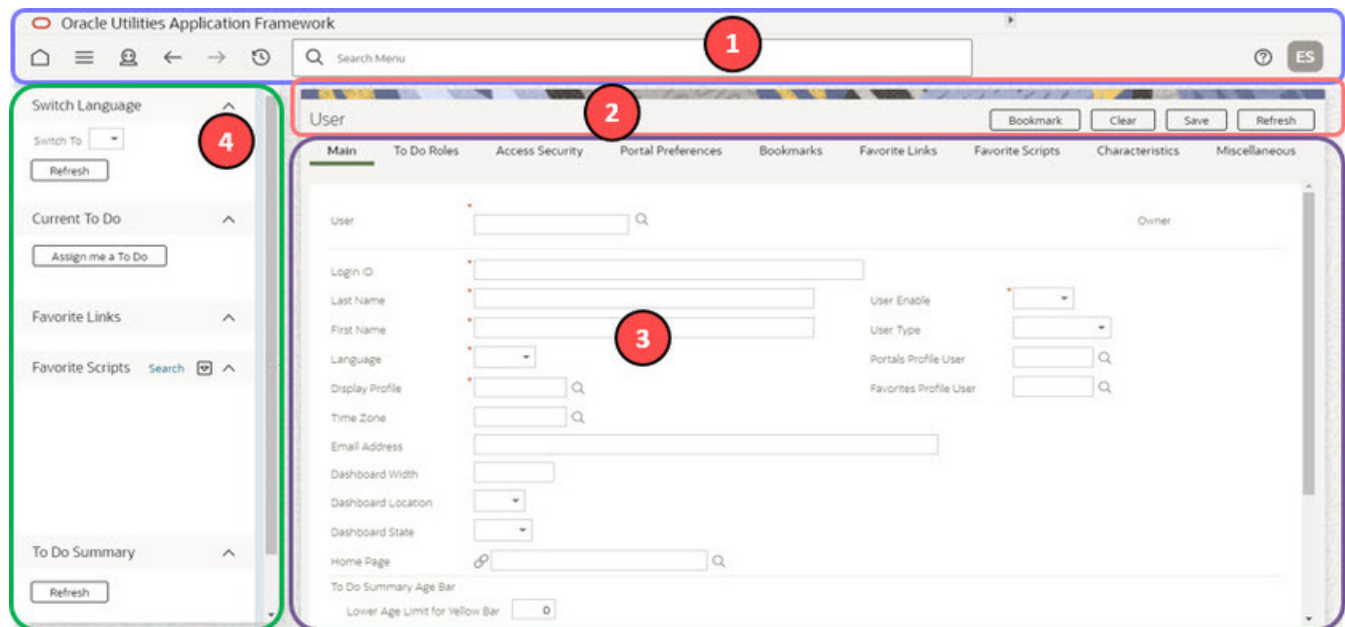 Oracle Utilities Application Framework
1
Search Menu
ES
Switch Language
4
Switch To
Refresh
Current To Do
Assign me a To Do
Favorite Links
Favorite Scripts Search
To Do Summary
Refresh
2
User
Bookmark Clear Save Refresh
Main To Do Roles Access Security Portal Preferences Bookmarks Favorite Links Favorite Scripts Characteristics Miscellaneous
User * Owner
Login ID *
Last Name * User Enable *
First Name * 3 User Type
Language * Portals Profile User
Display Profile * Favorites Profile User
Time Zone
Email Address
Dashboard Width
Dashboard Location
Dashboard State
Home Page
To Do Summary Age Bar
Lower Age Limit for Yellow Bar 0